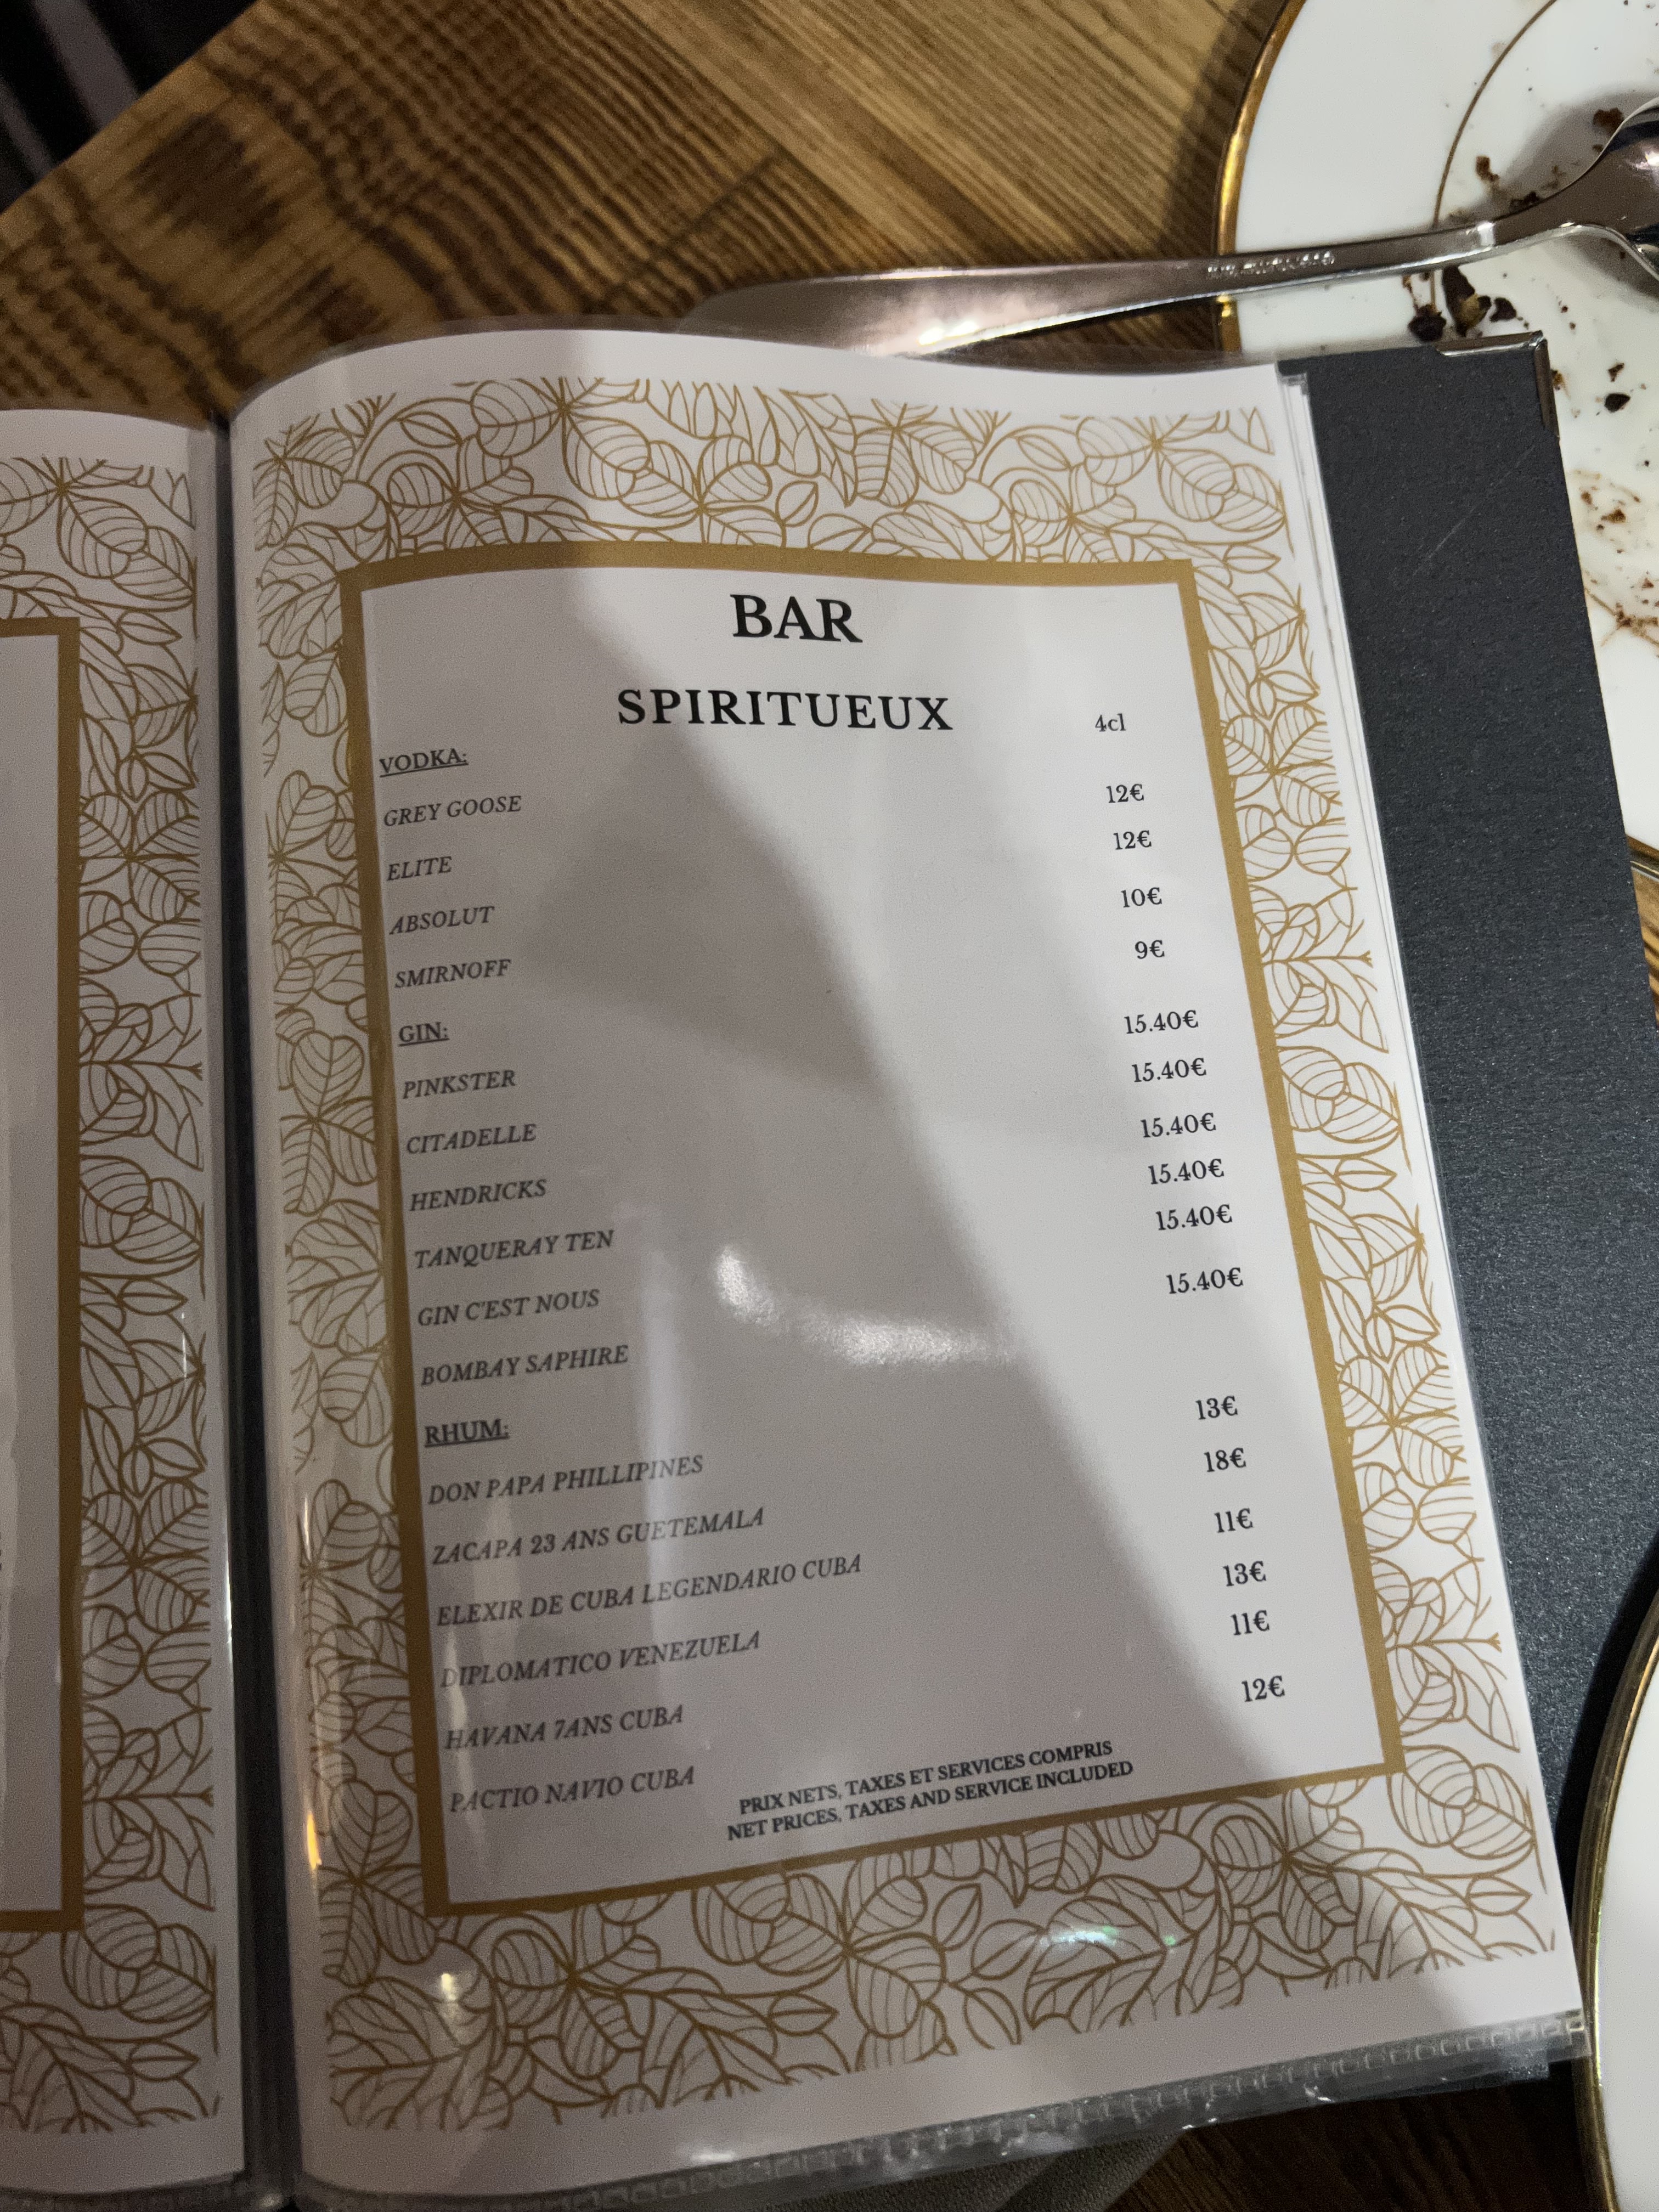 BAR
SPIRITUEUX
4cl
VODKA:
GREY GOOSE 12€
ELITE 12€
ABSOLUT 10€
SMIRNOFF 9€
GIN:
PINKSTER 15.40€
CITADELLE 15.40€
HENDRICKS 15.40€
TANQUERAY TEN 15.40€
GIN C'EST NOUS 15.40€
BOMBAY SAPHIRE 15.40€
RHUM:
DON PAPA PHILLIPINES 13€
ZACAPA 23 ANS GUETEMALA 18€
ELEXIR DE CUBA LEGENDARIO CUBA 11€
DIPLOMATICO VENEZUELA 13€
HAVANA 7ANS CUBA 11€
PACTIO NAVIO CUBA 12€
PRIX NETS, TAXES ET SERVICES COMPRIS
NET PRICES, TAXES AND SERVICE INCLUDED